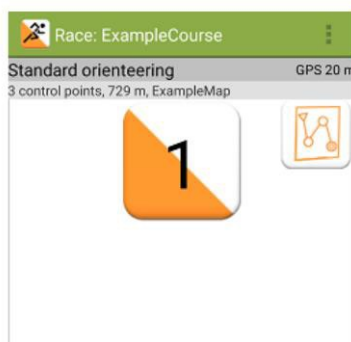 Race: ExampleCourse
Standard orienteering GPS 20 m
3 control points, 729 m, ExampleMap
1